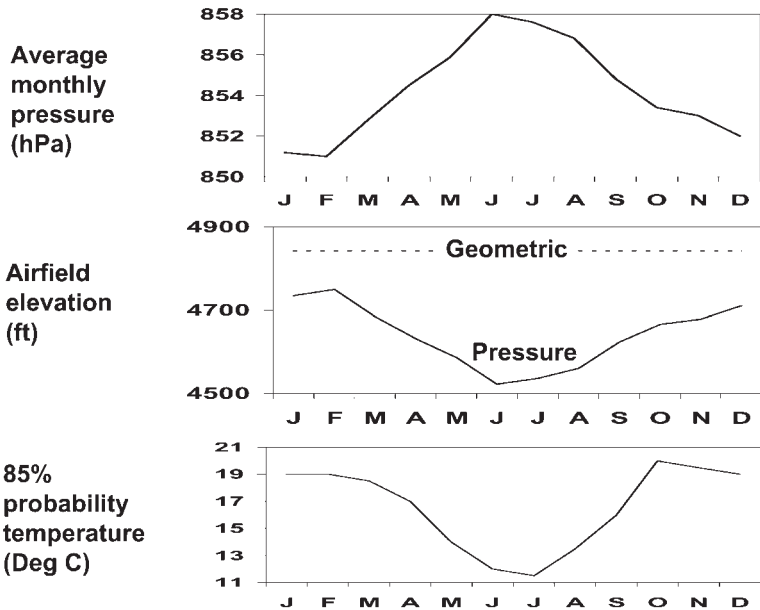 Average
monthly
pressure
(hPa)
858
856
854
852
850
J F M A M J J A S O N D
Airfield
elevation
(ft)
4900
4700
4500
Geometric
Pressure
J F M A M J J A S O N D
85%
probability
temperature
(Deg C)
21
19
17
15
13
11
J F M A M J J A S O N D